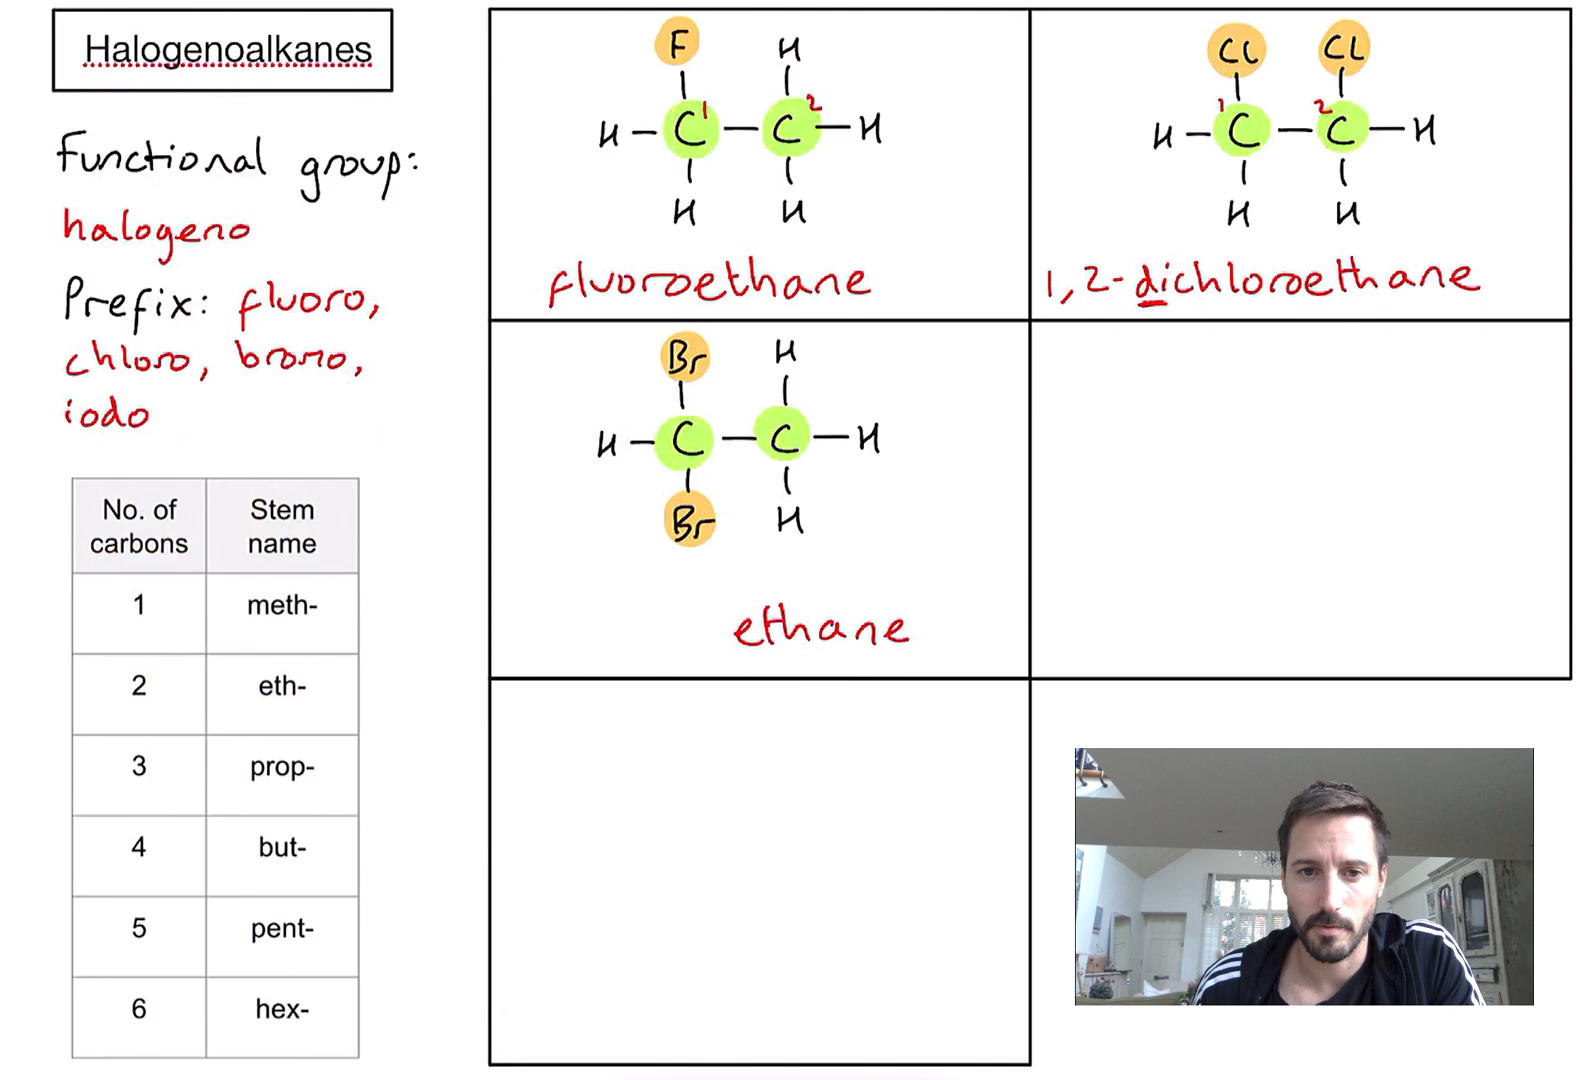 Halogenoalkanes
Functional group:
halogeno
Prefix: fluoro,
chloro, bromo,
iodo
No. of carbons Stem name
1 meth-
2 eth-
3 prop-
4 but-
5 pent-
6 hex-
F H
H C 1 C 2 H
H H
fluoroethane
Cl Cl
H 1 C 2 C H
H H
1,2-dichloroethane
Br H
H C C H
Br H
ethane